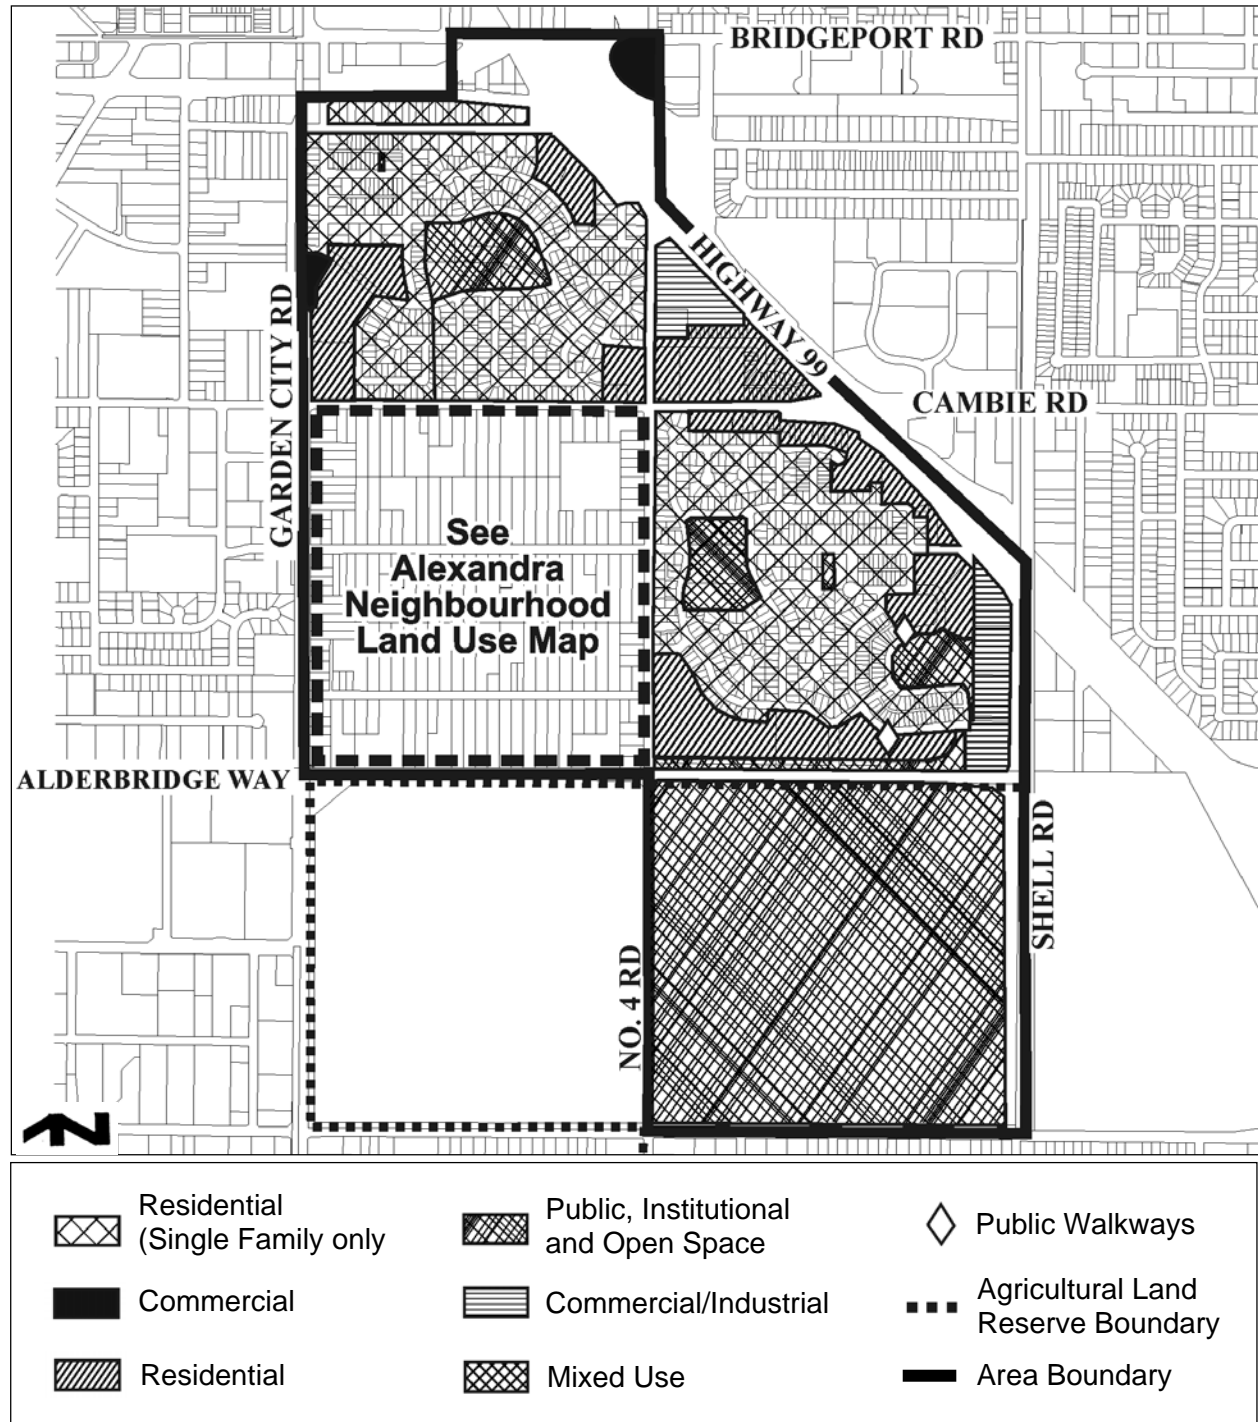 BRIDGEPORT RD
HIGHWAY 99
GARDEN CITY RD
CAMBIE RD
See
Alexandra
Neighbourhood
Land Use Map
ALDERBRIDGE WAY
SHELL RD
NO. 4 RD
N
Residential
(Single Family only
Public, Institutional
and Open Space
Public Walkways
Commercial
Commercial/Industrial
Agricultural Land
Reserve Boundary
Residential
Mixed Use
Area Boundary